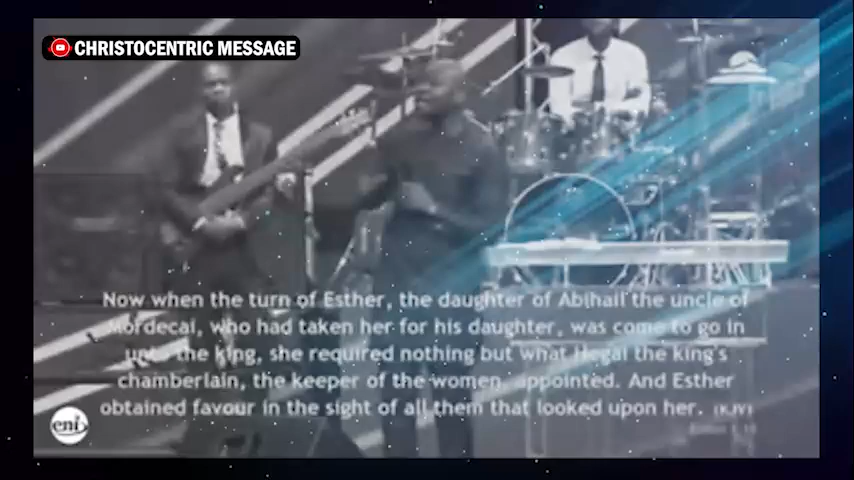 CHRISTOCENTRIC MESSAGE
Now when the turn of Esther, the daughter of Abihail the uncle of
Mordecai, who had taken her for his daughter, was come to go in
unto the king, she required nothing but what Hegai the king's
chamberlain, the keeper of the women, appointed. And Esther
obtained favour in the sight of all them that looked upon her. (KJV)
eni